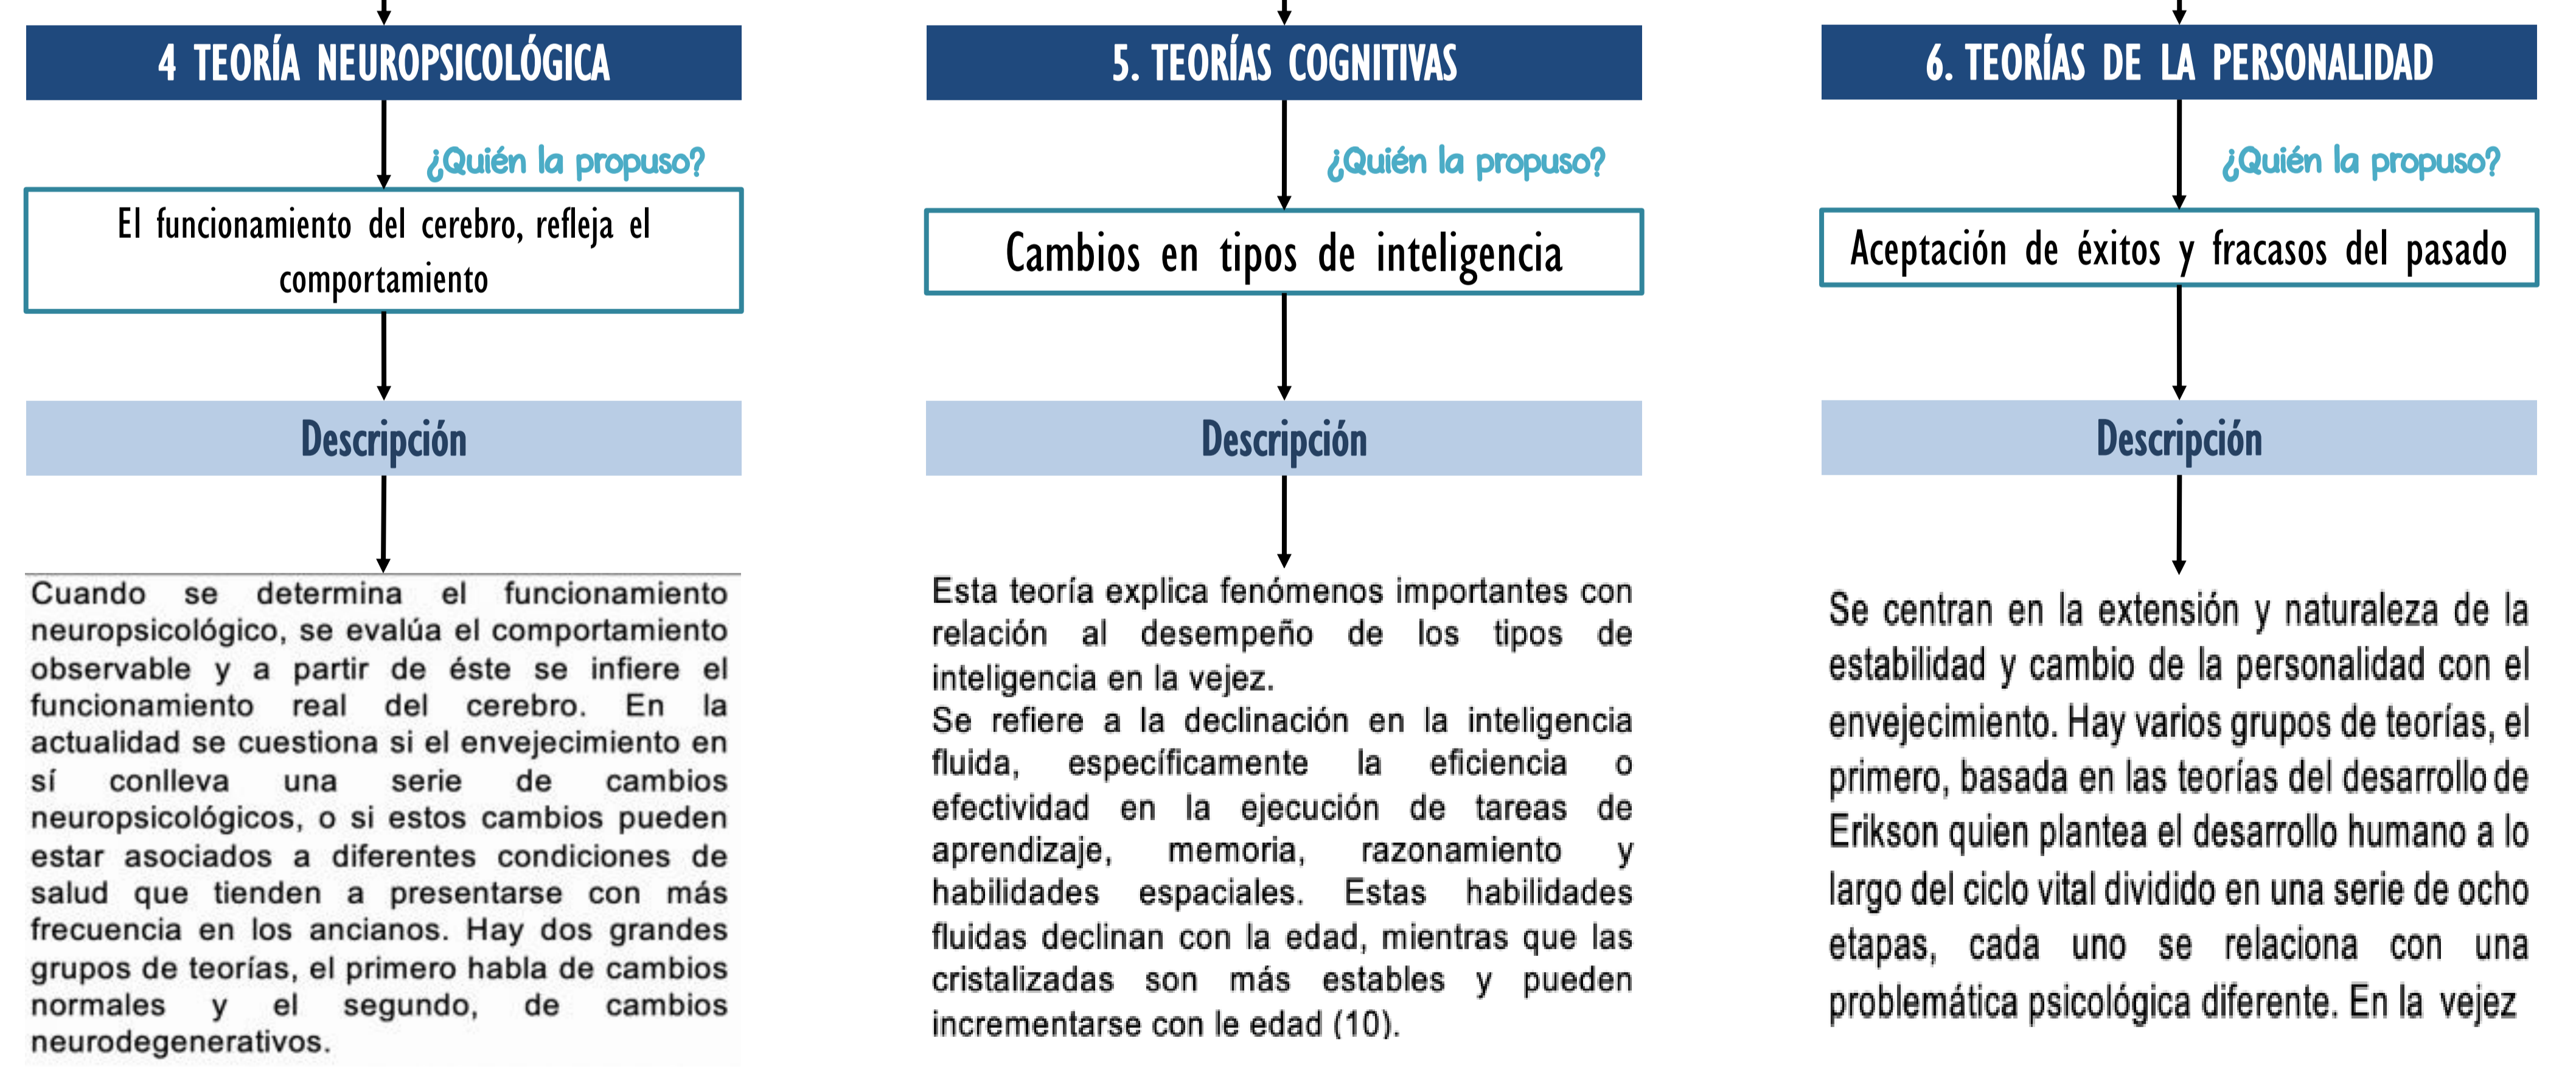 4 TEORÍA NEUROPSICOLÓGICA
¿Quién la propuso?
El funcionamiento del cerebro, refleja el
comportamiento
Descripción
Cuando se determina el funcionamiento
neuropsicológico, se evalúa el comportamiento
observable y a partir de éste se infiere el
funcionamiento real del cerebro. En la
actualidad se cuestiona si el envejecimiento en
sí conlleva una serie de cambios
neuropsicológicos, o si estos cambios pueden
estar asociados a diferentes condiciones de
salud que tienden a presentarse con más
frecuencia en los ancianos. Hay dos grandes
grupos de teorías, el primero habla de cambios
normales y el segundo, de cambios
neurodegenerativos.
5. TEORÍAS COGNITIVAS
¿Quién la propuso?
Cambios en tipos de inteligencia
Descripción
Esta teoría explica fenómenos importantes con
relación al desempeño de los tipos de
inteligencia en la vejez.
Se refiere a la declinación en la inteligencia
fluida, específicamente la eficiencia o
efectividad en la ejecución de tareas de
aprendizaje, memoria, razonamiento y
habilidades espaciales. Estas habilidades
fluidas declinan con la edad, mientras que las
cristalizadas son más estables y pueden
incrementarse con le edad (10).
6. TEORÍAS DE LA PERSONALIDAD
¿Quién la propuso?
Aceptación de éxitos y fracasos del pasado
Descripción
Se centran en la extensión y naturaleza de la
estabilidad y cambio de la personalidad con el
envejecimiento. Hay varios grupos de teorías, el
primero, basada en las teorías del desarrollo de
Erikson quien plantea el desarrollo humano a lo
largo del ciclo vital dividido en una serie de ocho
etapas, cada uno se relaciona con una
problemática psicológica diferente. En la vejez